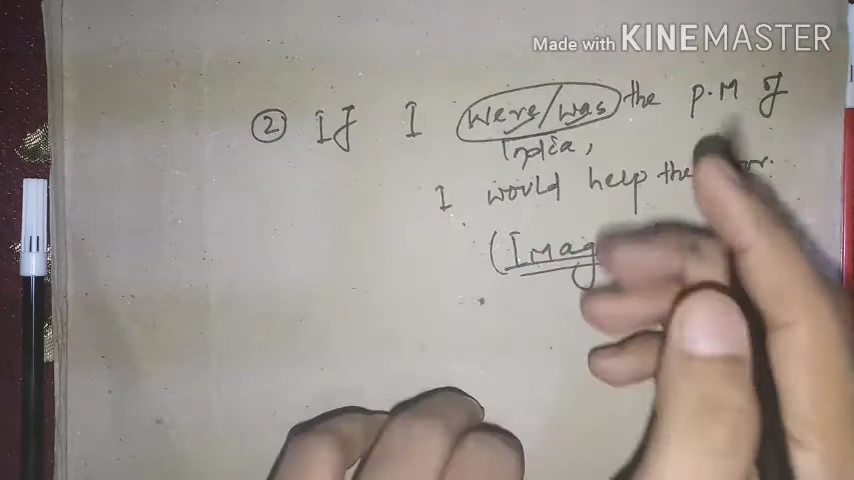 Made with KINEMASTER
② If I were/was the P.M of
India,
I would help the
(Imag